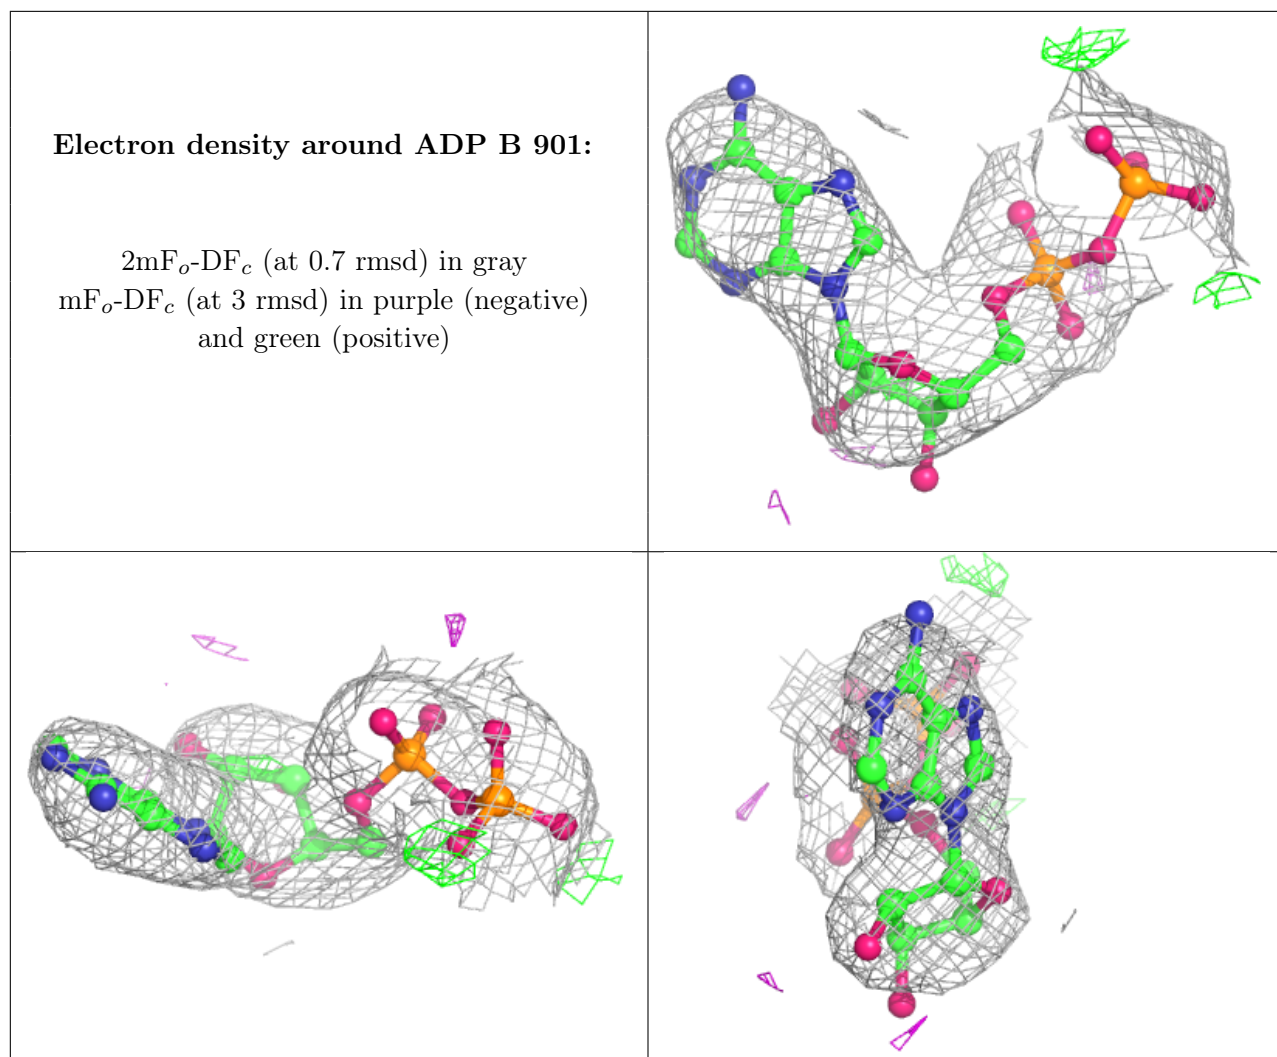 Electron density around ADP B 901:
2mFo-DFc (at 0.7 rmsd) in gray
mFo-DFc (at 3 rmsd) in purple (negative)
and green (positive)